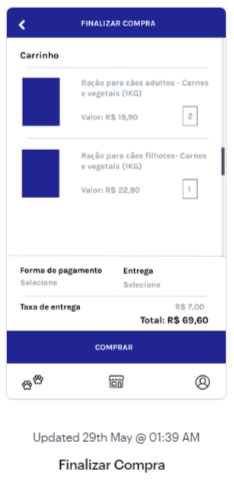 FINALIZAR COMPRA
Carrinho
Ração para cães adultos - Carnes
e vegetais (1KG)
Valor: R$ 19,90
2
Ração para cães filhotes- Carnes
e vegetais (1KG)
Valor: R$ 22,90
1
Forma de pagamento
Selecione
Entrega
Selecione
Taxa de entrega
R$ 7,00
Total: R$ 69,60
COMPRAR
Updated 29th May @ 01:39 AM
Finalizar Compra